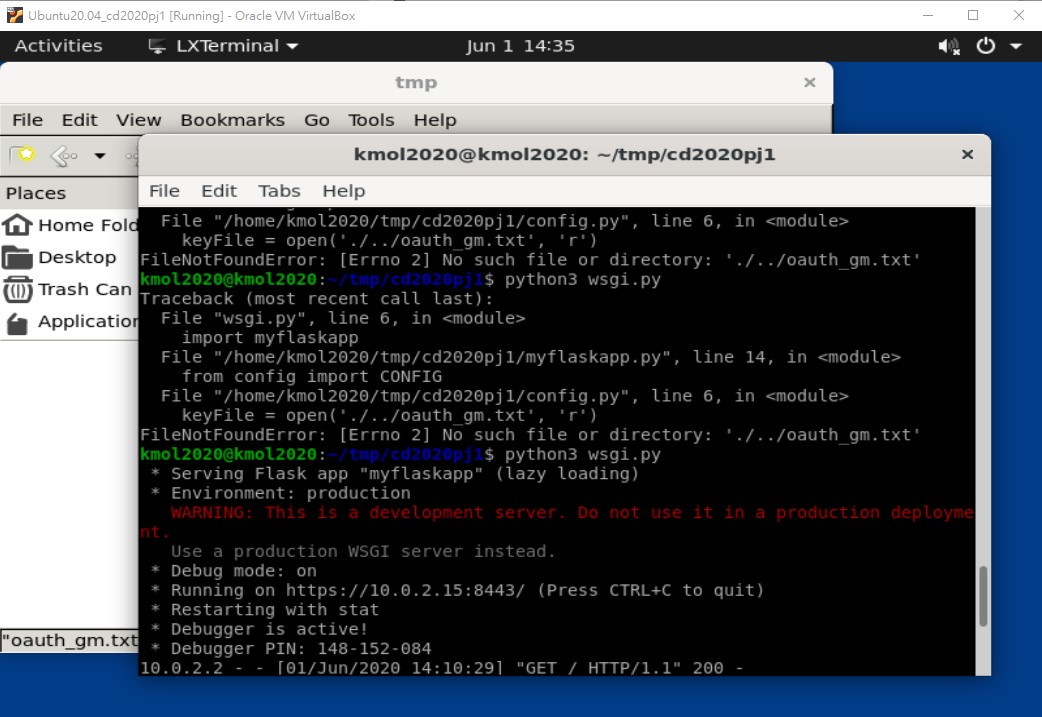 Ubuntu20.04_cd2020pj1 [Running] - Oracle VM VirtualBox
Activities LXTerminal Jun 1 14:35
tmp
File Edit View Bookmarks Go Tools Help
kmol2020@kmol2020: ~/tmp/cd2020pj1
Places
File Edit Tabs Help
Home Fold
Desktop
Trash Can
Application
"oauth_gm.txt
File "/home/kmol2020/tmp/cd2020pj1/config.py", line 6, in <module>
keyFile = open('./../oauth_gm.txt', 'r')
FileNotFoundError: [Errno 2] No such file or directory: './../oauth_gm.txt'
kmol2020@kmol2020:~/tmp/cd2020pj1$ python3 wsgi.py
Traceback (most recent call last):
File "wsgi.py", line 6, in <module>
import myflaskapp
File "/home/kmol2020/tmp/cd2020pj1/myflaskapp.py", line 14, in <module>
from config import CONFIG
File "/home/kmol2020/tmp/cd2020pj1/config.py", line 6, in <module>
keyFile = open('./../oauth_gm.txt', 'r')
FileNotFoundError: [Errno 2] No such file or directory: './../oauth_gm.txt'
kmol2020@kmol2020:~/tmp/cd2020pj1$ python3 wsgi.py
* Serving Flask app "myflaskapp" (lazy loading)
* Environment: production
WARNING: This is a development server. Do not use it in a production deployme
nt.
Use a production WSGI server instead.
* Debug mode: on
* Running on https://10.0.2.15:8443/ (Press CTRL+C to quit)
* Restarting with stat
* Debugger is active!
* Debugger PIN: 148-152-084
10.0.2.2 - - [01/Jun/2020 14:10:29] "GET / HTTP/1.1" 200 -